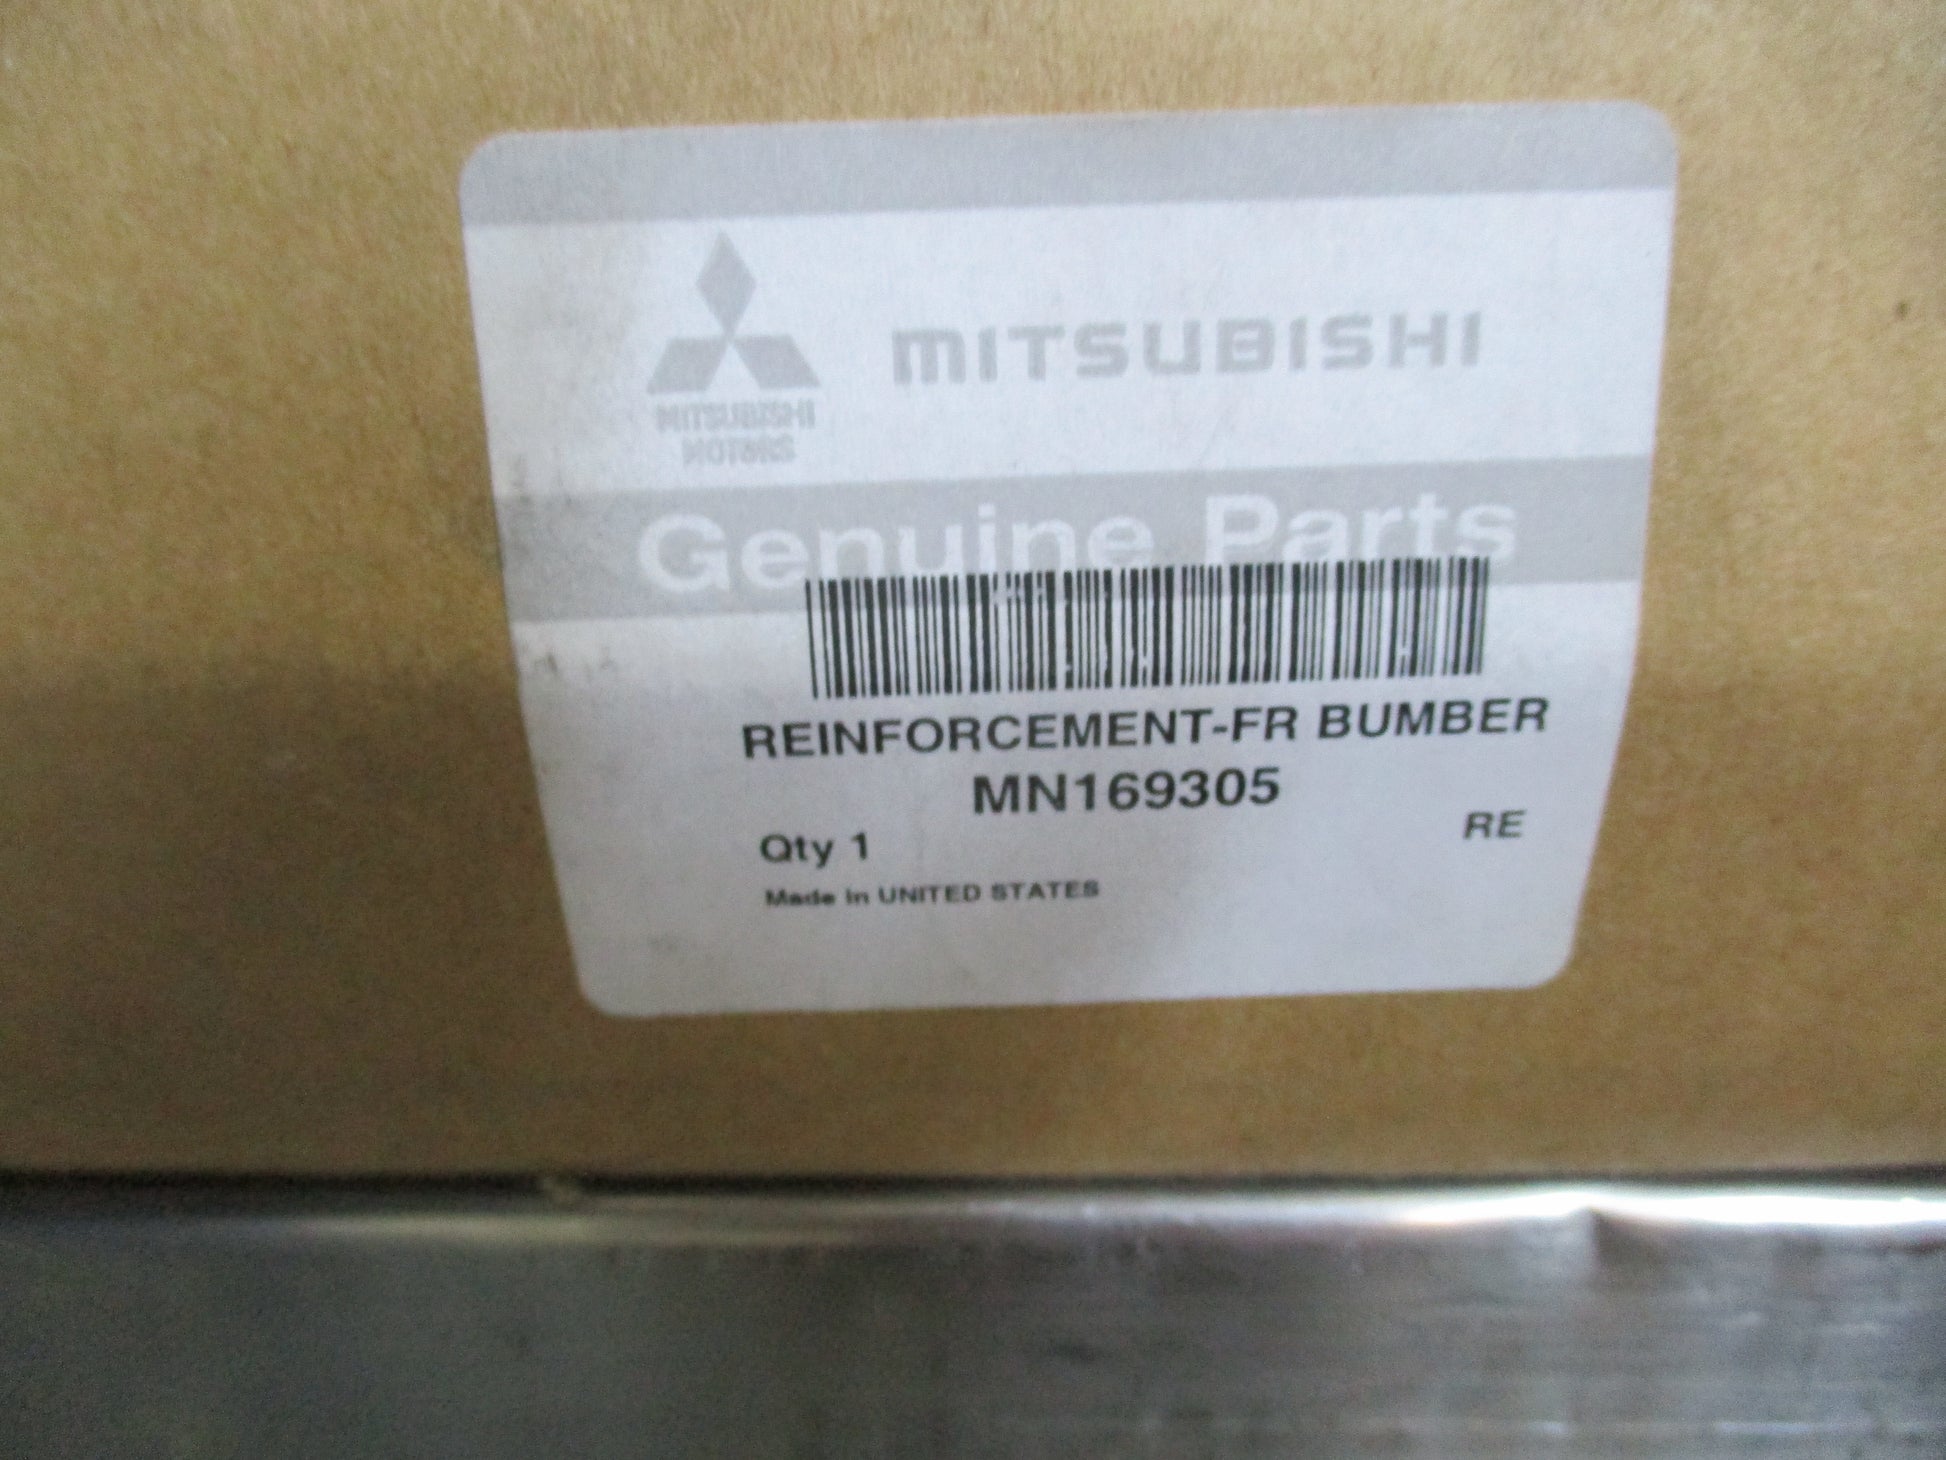 MITSUBISHI
MITSUBISHI
MOTORS
Genuine Parts
REINFORCEMENT-FR BUMBER
MN169305
Qty 1
RE
Made in UNITED STATES